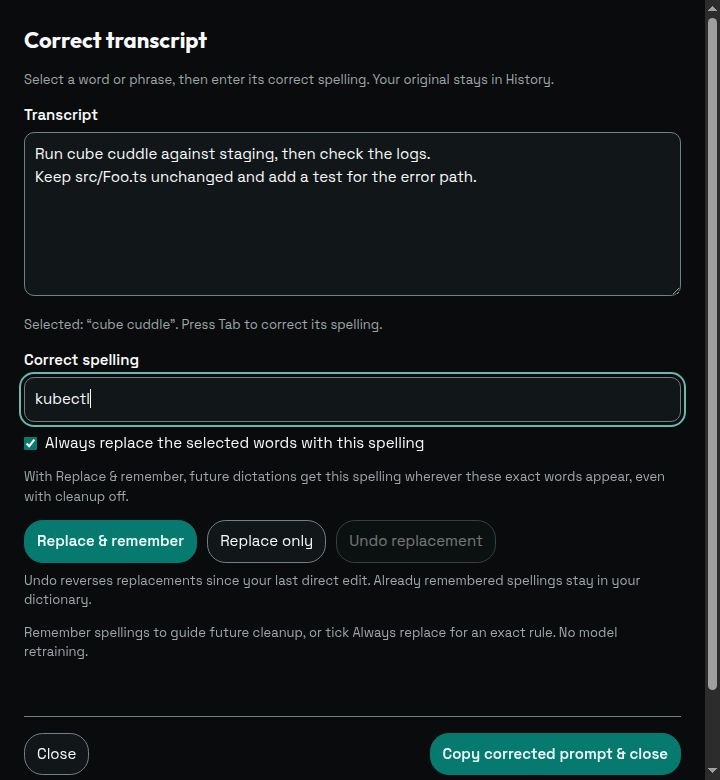 Correct transcript
Select a word or phrase, then enter its correct spelling. Your original stays in History.
Transcript
Run cube cuddle against staging, then check the logs.
Keep src/Foo.ts unchanged and add a test for the error path.
Selected: “cube cuddle”. Press Tab to correct its spelling.
Correct spelling
kubectl
Always replace the selected words with this spelling
With Replace & remember, future dictations get this spelling wherever these exact words appear, even
with cleanup off.
Replace & remember
Replace only
Undo replacement
Undo reverses replacements since your last direct edit. Already remembered spellings stay in your
dictionary.
Remember spellings to guide future cleanup, or tick Always replace for an exact rule. No model
retraining.
Close
Copy corrected prompt & close